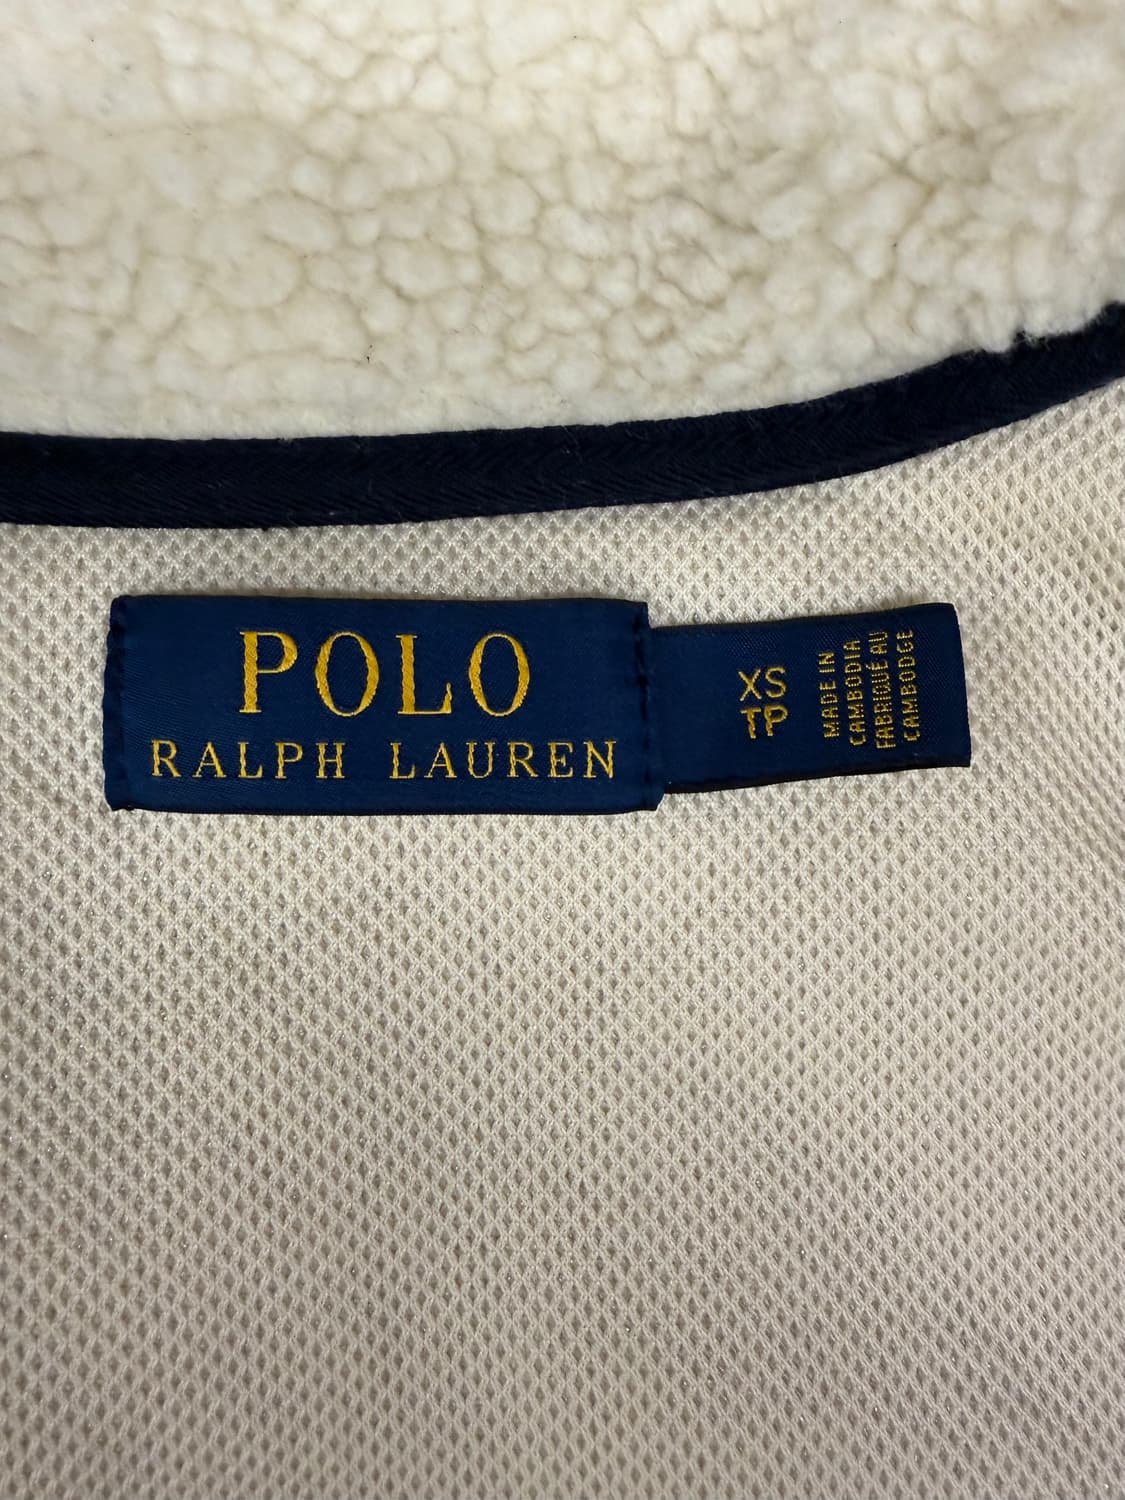 POLO
RALPH LAUREN
XS
TP
MADE IN
CAMBODIA
FABRIQUÉ AU
CAMBODGE